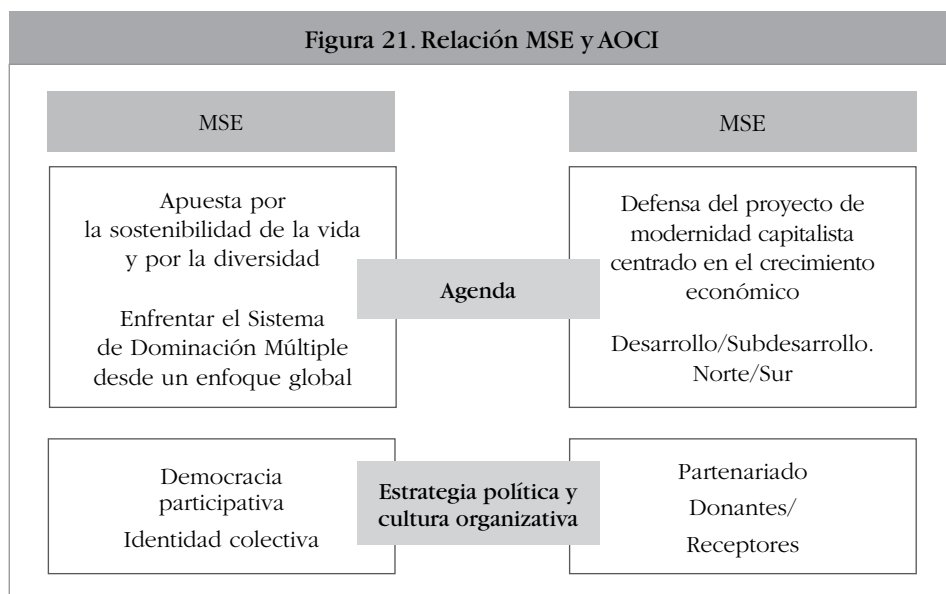 Figura 21. Relación MSE y AOCI
MSE
Apuesta por
la sostenibilidad de la vida
y por la diversidad
Enfrentar el Sistema
de Dominación Múltiple
desde un enfoque global
Agenda
MSE
Defensa del proyecto de
modernidad capitalista
centrado en el crecimiento
económico
Desarrollo/Subdesarrollo.
Norte/Sur
Democracia
participativa
Identidad colectiva
Estrategia política y
cultura organizativa
Partenariado
Donantes/
Receptores